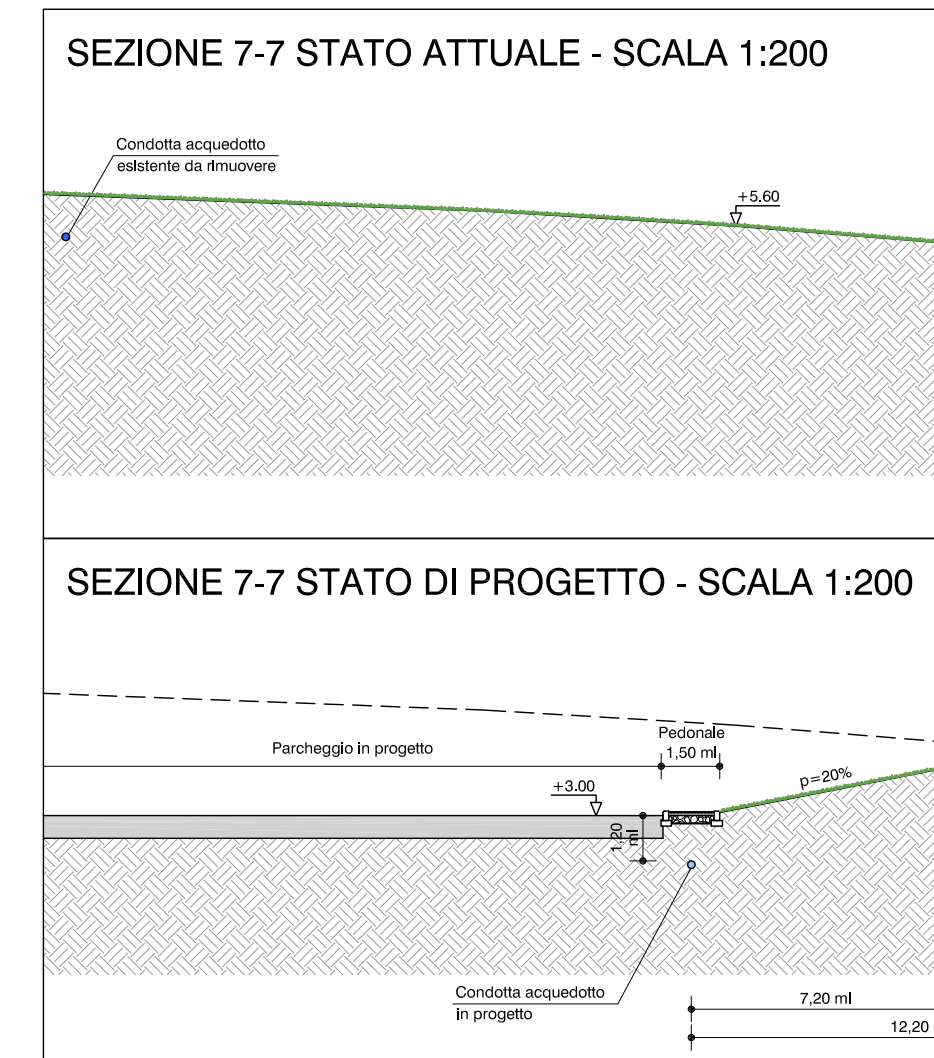 SEZIONE 7-7 STATO ATTUALE - SCALA 1:200
Condotta acquedotto
esistente da rimuovere
+5.60
SEZIONE 7-7 STATO DI PROGETTO - SCALA 1:200
Parcheggio in progetto
Pedonale
1,50 ml
+3.00
p=20%
1,20
ml
Condotta acquedotto
in progetto
7,20 ml
12,20